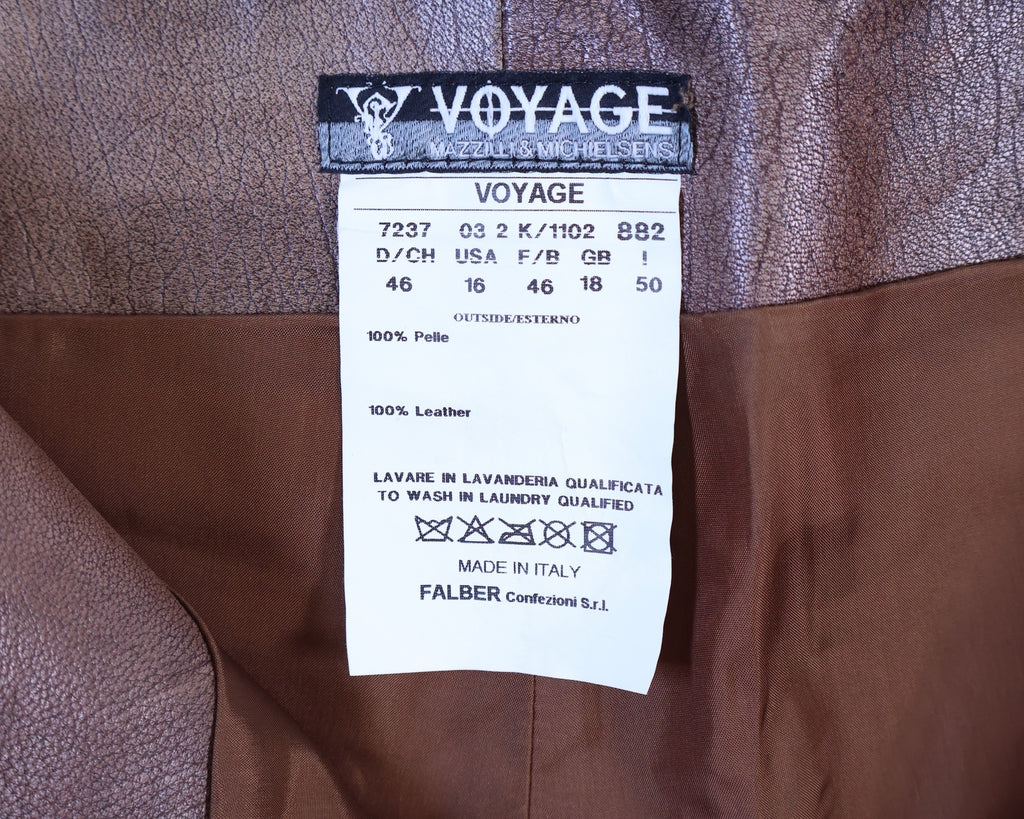 VOYAGE
MAZZILLI & MICHIELSENS
VOYAGE
7237 03 2 K/1102 882
D/CH USA F/B GB I
46 16 46 18 50
OUTSIDE/ESTERNO
100% Pelle
100% Leather
LAVARE IN LAVANDERIA QUALIFICATA
TO WASH IN LAUNDRY QUALIFIED
MADE IN ITALY
FALBER Confezioni S.r.l.